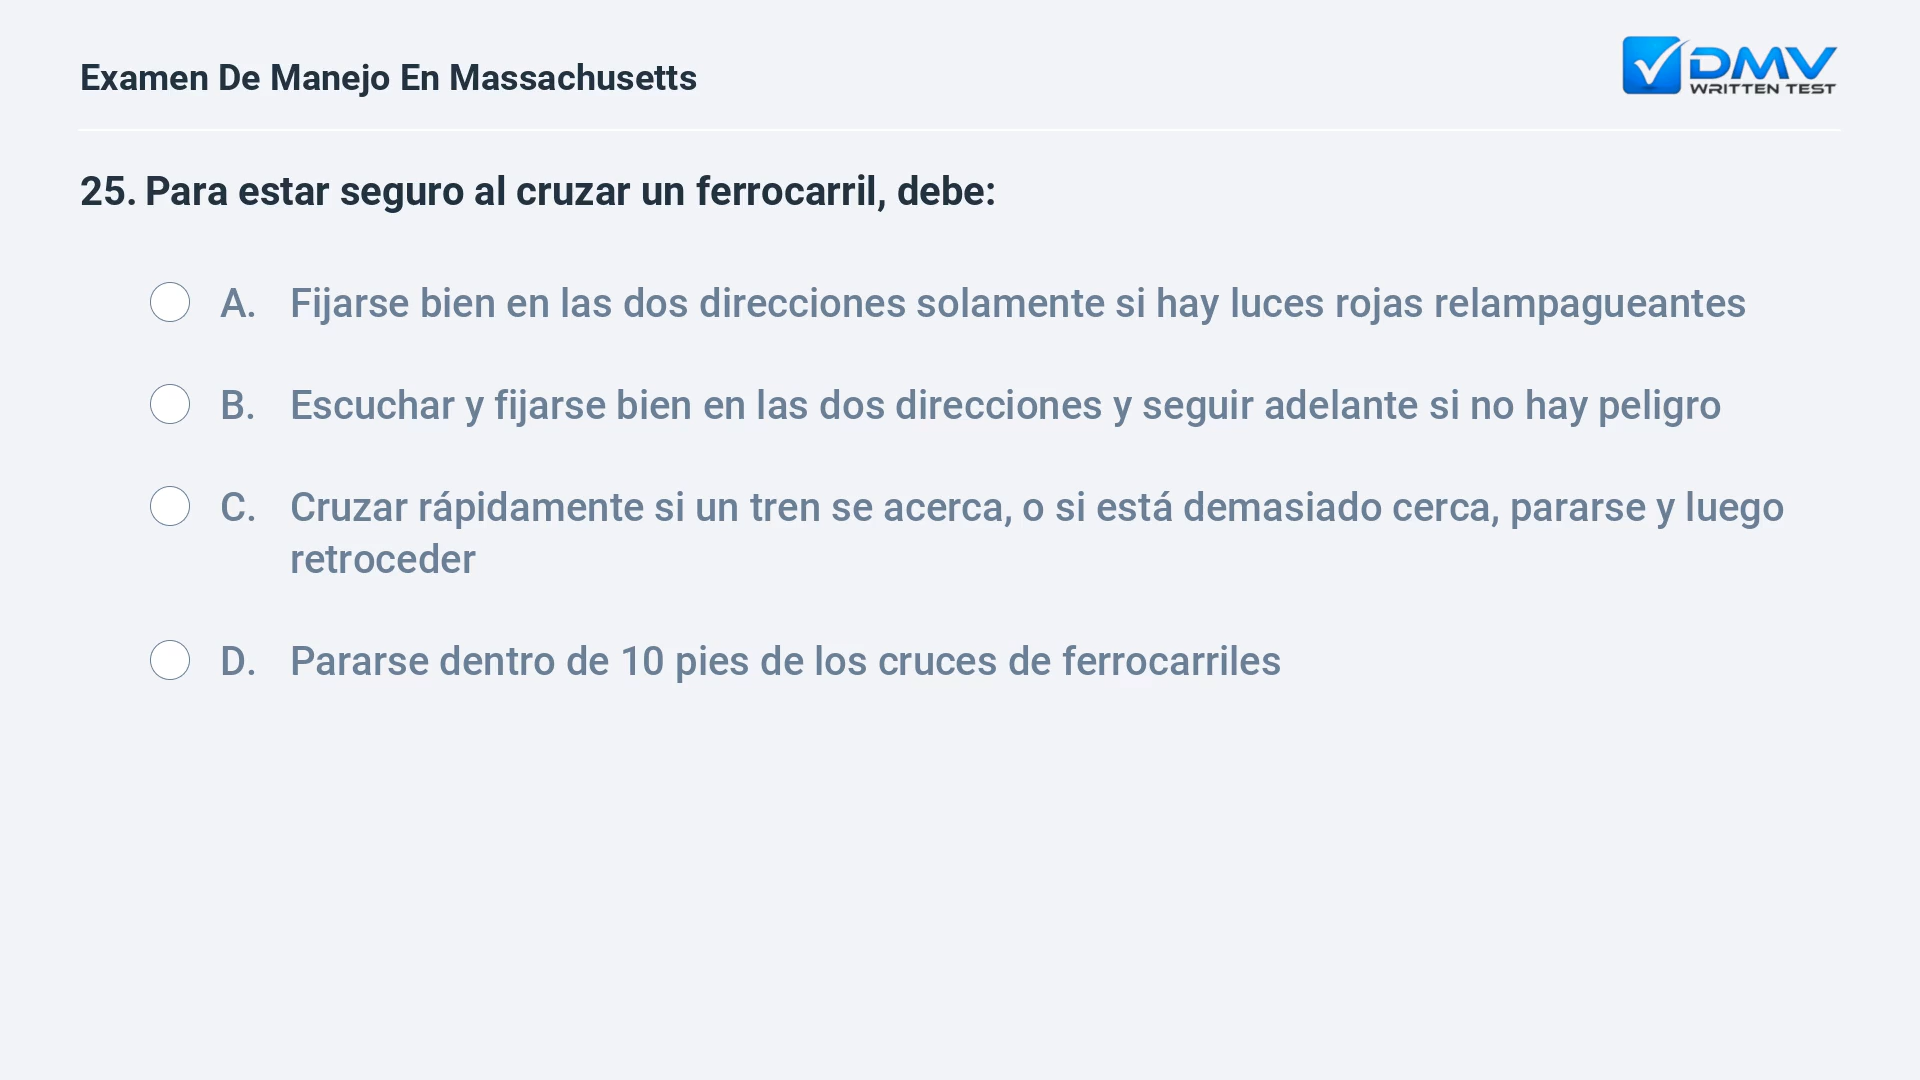 Examen De Manejo En Massachusetts
DMV
WRITTEN TEST
25. Para estar seguro al cruzar un ferrocarril, debe:
A. Fijarse bien en las dos direcciones solamente si hay luces rojas relampagueantes
B. Escuchar y fijarse bien en las dos direcciones y seguir adelante si no hay peligro
C. Cruzar rápidamente si un tren se acerca, o si está demasiado cerca, pararse y luego
retroceder
D. Pararse dentro de 10 pies de los cruces de ferrocarriles